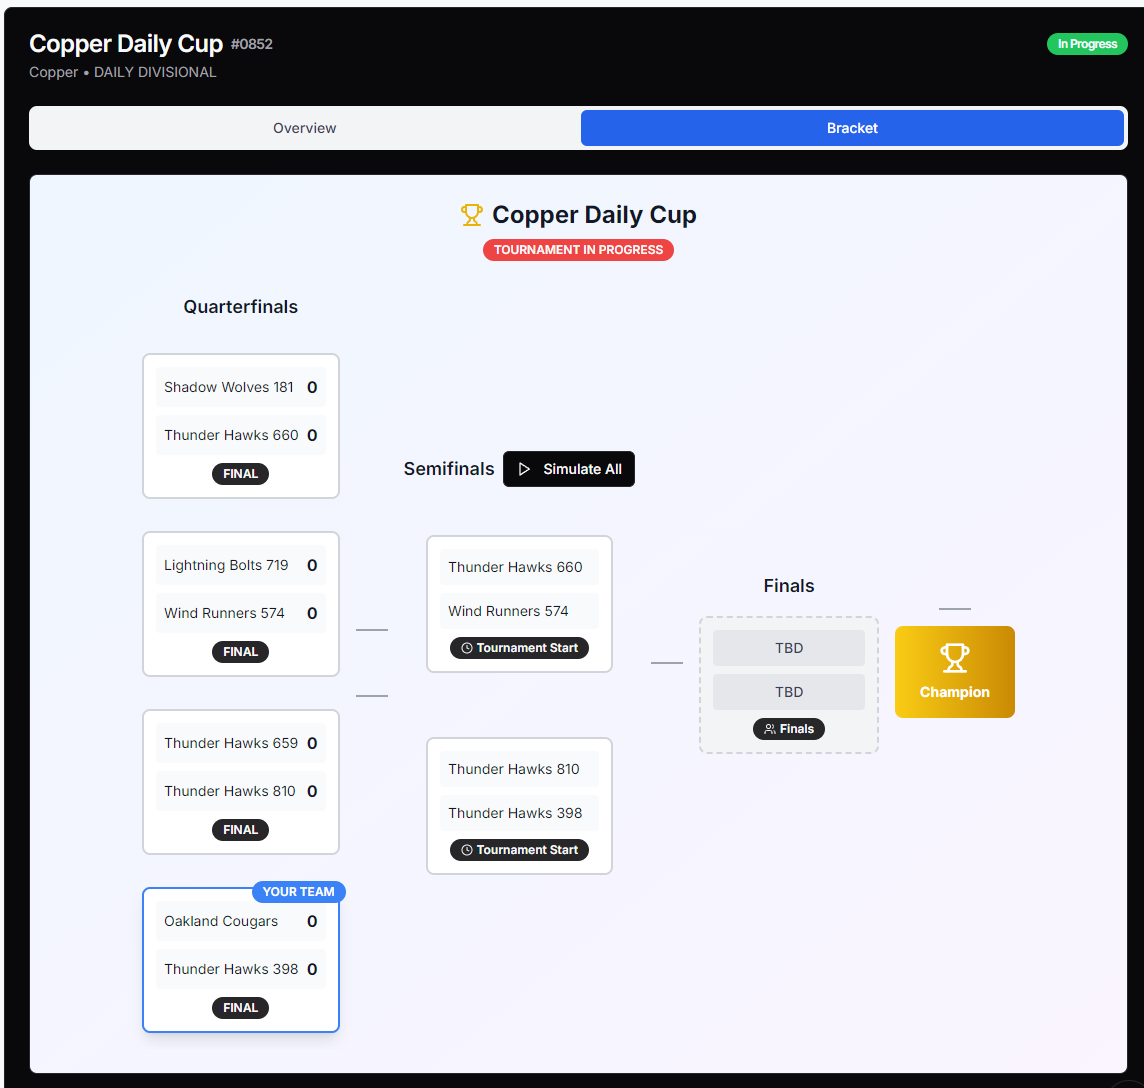 Copper Daily Cup #0852
In Progress
Copper • DAILY DIVISIONAL
Overview
Bracket
Copper Daily Cup
TOURNAMENT IN PROGRESS
Quarterfinals
Shadow Wolves 181 0
Thunder Hawks 660 0
FINAL
Lightning Bolts 719 0
Wind Runners 574 0
FINAL
Thunder Hawks 659 0
Thunder Hawks 810 0
FINAL
YOUR TEAM
Oakland Cougars 0
Thunder Hawks 398 0
FINAL
Semifinals
Simulate All
Thunder Hawks 660
Wind Runners 574
Tournament Start
Thunder Hawks 810
Thunder Hawks 398
Tournament Start
Finals
TBD
TBD
Finals
Champion